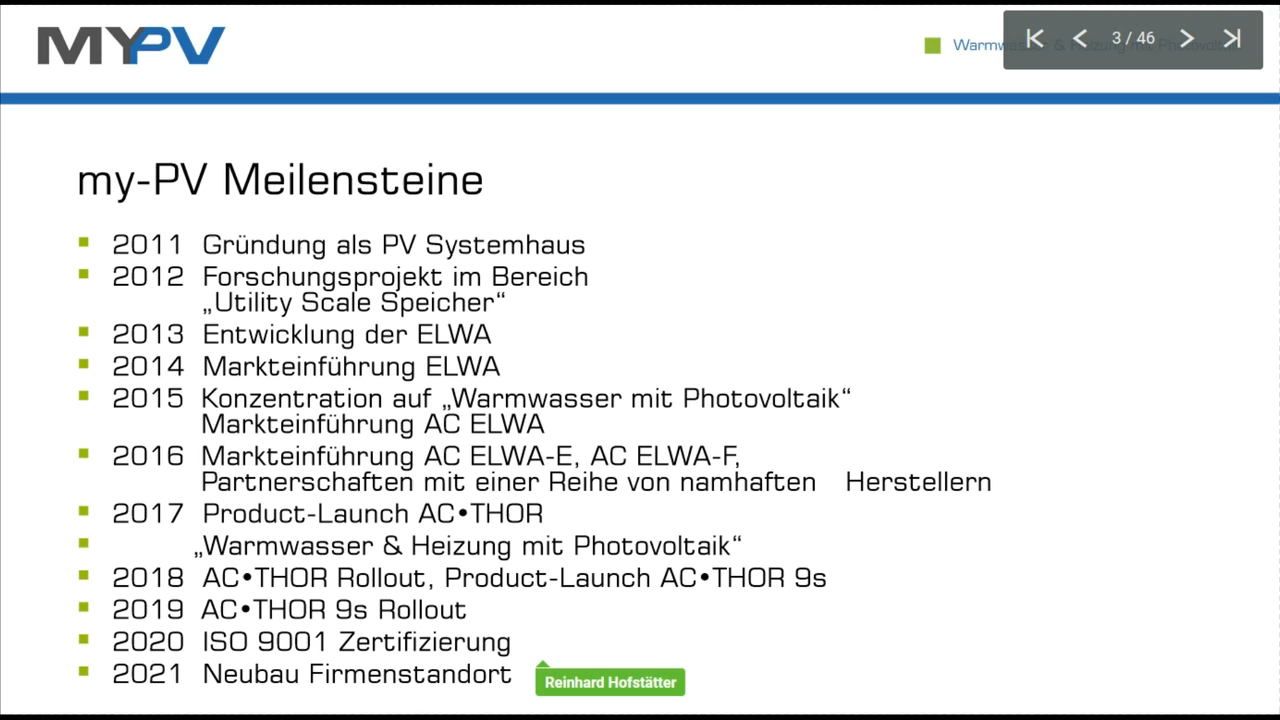 MYPV
Warmwasser & Heizung mit Photovoltaik
3 / 46
my-PV Meilensteine
2011 Gründung als PV Systemhaus
2012 Forschungsprojekt im Bereich
„Utility Scale Speicher“
2013 Entwicklung der ELWA
2014 Markteinführung ELWA
2015 Konzentration auf „Warmwasser mit Photovoltaik“
Markteinführung AC ELWA
2016 Markteinführung AC ELWA-E, AC ELWA-F,
Partnerschaften mit einer Reihe von namhaften Herstellern
2017 Product-Launch AC•THOR
„Warmwasser & Heizung mit Photovoltaik“
2018 AC•THOR Rollout, Product-Launch AC•THOR 9s
2019 AC•THOR 9s Rollout
2020 ISO 9001 Zertifizierung
2021 Neubau Firmenstandort
Reinhard Hofstätter